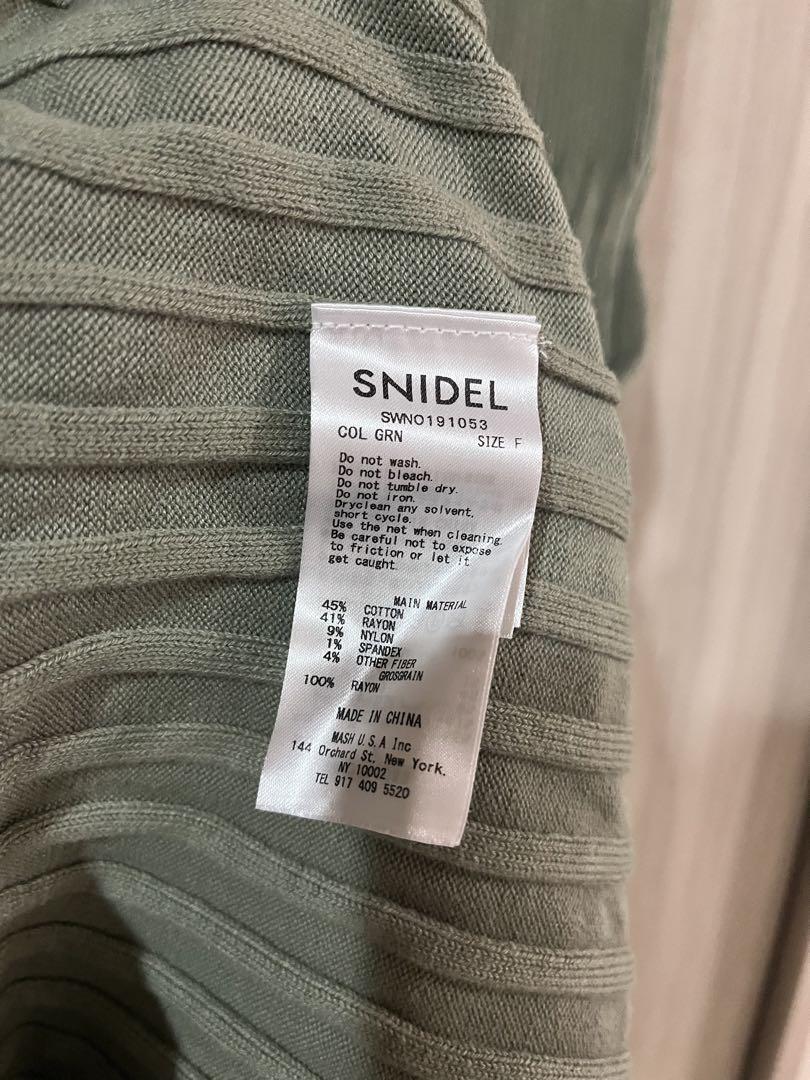 SNIDEL
SWNO191053
COL GRN SIZE F
Do not wash.
Do not bleach.
Do not tumble dry.
Do not iron.
Dryclean any solvent,
short cycle.
Use the net when cleaning.
Be careful not to expose
to friction or let it
get caught.
MAIN MATERIAL
45% COTTON
41% RAYON
9% NYLON
1% SPANDEX
4% OTHER FIBER
GROSGRAIN
100% RAYON
MADE IN CHINA
MASH U.S.A Inc
144 Orchard St. New York.
NY 10002
TEL 917 409 5520